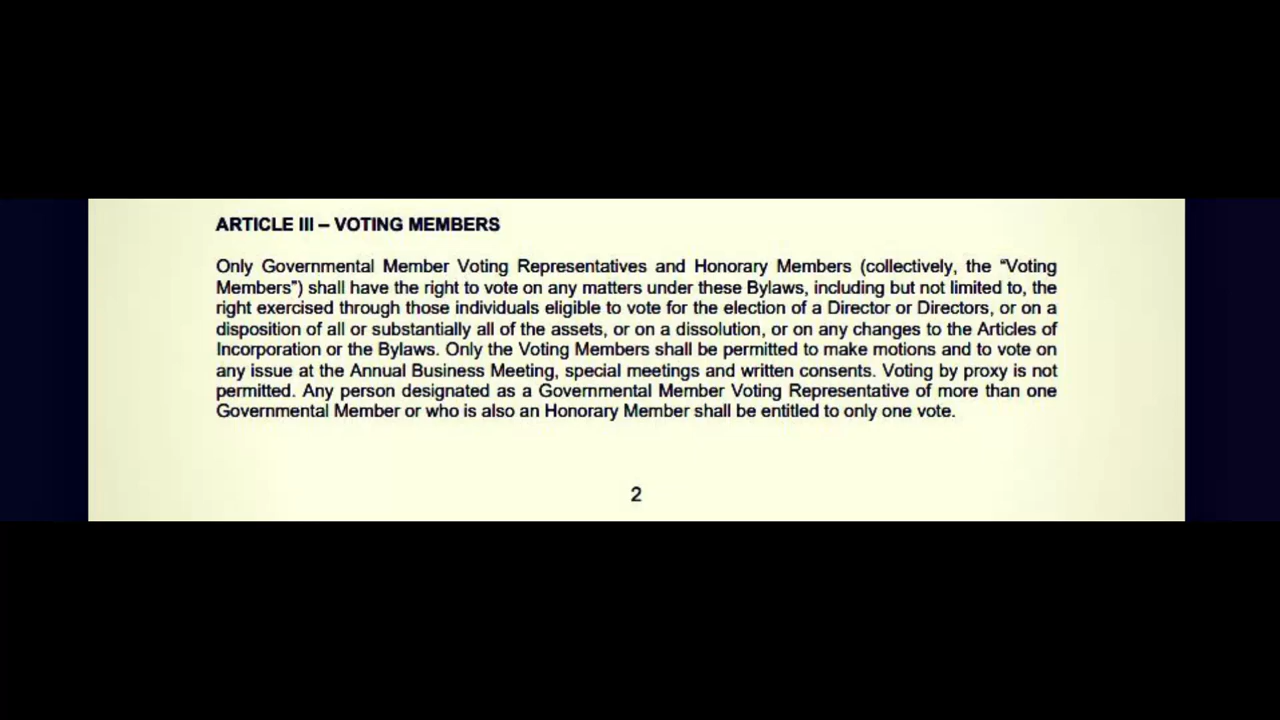 ARTICLE III – VOTING MEMBERS
Only Governmental Member Voting Representatives and Honorary Members (collectively, the “Voting
Members”) shall have the right to vote on any matters under these Bylaws, including but not limited to, the
right exercised through those individuals eligible to vote for the election of a Director or Directors, or on a
disposition of all or substantially all of the assets, or on a dissolution, or on any changes to the Articles of
Incorporation or the Bylaws. Only the Voting Members shall be permitted to make motions and to vote on
any issue at the Annual Business Meeting, special meetings and written consents. Voting by proxy is not
permitted. Any person designated as a Governmental Member Voting Representative of more than one
Governmental Member or who is also an Honorary Member shall be entitled to only one vote.
2